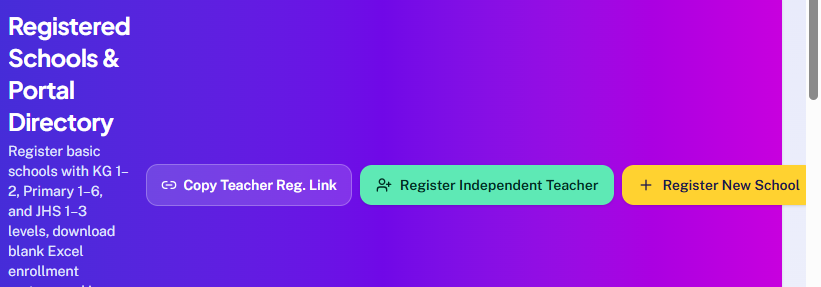 Registered
Schools &
Portal
Directory
Register basic
schools with KG 1–
2, Primary 1–6,
and JHS 1–3
levels, download
blank Excel
enrollment
Copy Teacher Reg. Link
Register Independent Teacher
Register New School